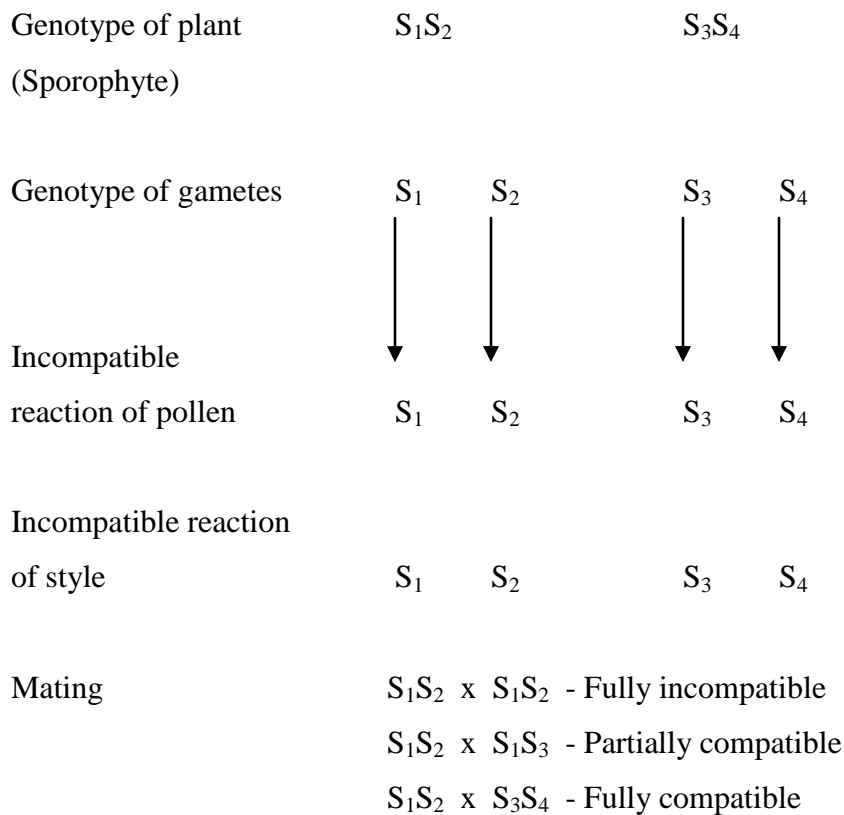 Genotype of plant S₁S₂ S₃S₄
(Sporophyte)
Genotype of gametes S₁ S₂ S₃ S₄
Incompatible
reaction of pollen S₁ S₂ S₃ S₄
Incompatible reaction
of style S₁ S₂ S₃ S₄
Mating S₁S₂ x S₁S₂ - Fully incompatible
S₁S₂ x S₁S₃ - Partially compatible
S₁S₂ x S₃S₄ - Fully compatible